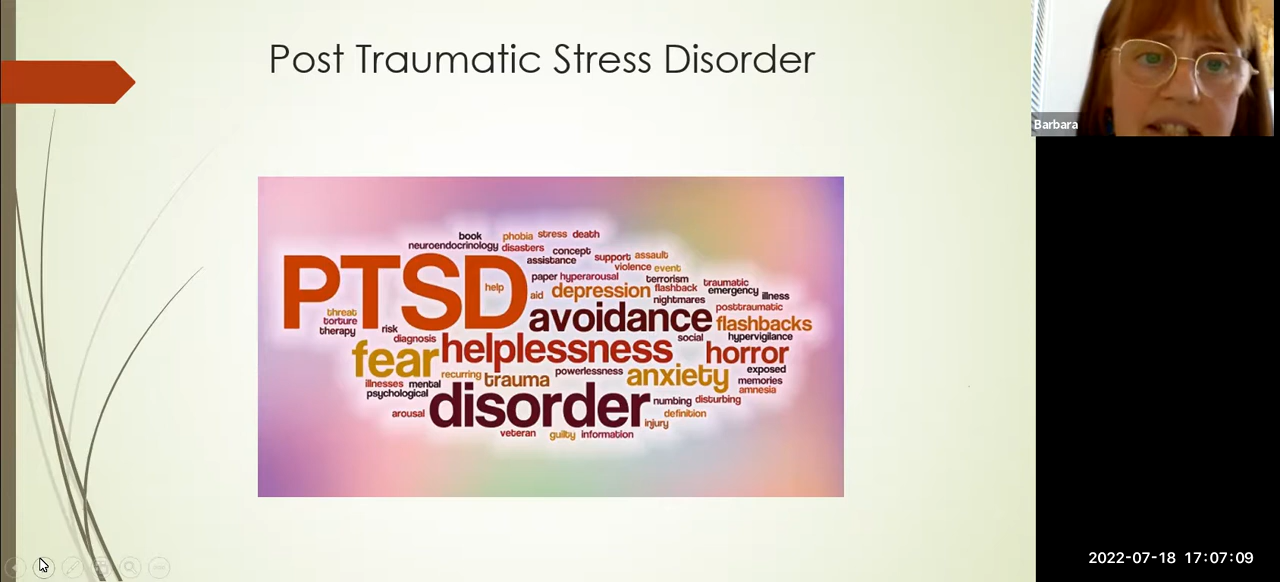 Post Traumatic Stress Disorder
Barbara
book phobia stress death
neuroendocrinology disasters concept support assault
assistance violence event
PTSD help paper hyperarousal terrorism traumatic
aid depression flashback emergency illness
nightmares
threat avoidance posttraumatic
torture flashbacks
therapy risk social hypervigilance
diagnosis
fear helplessness horror
recurring trauma powerlessness anxiety exposed
illnesses mental memories
psychological disorder numbing disturbing amnesia
arousal definition
injury
veteran guilty information
2022-07-18 17:07:09